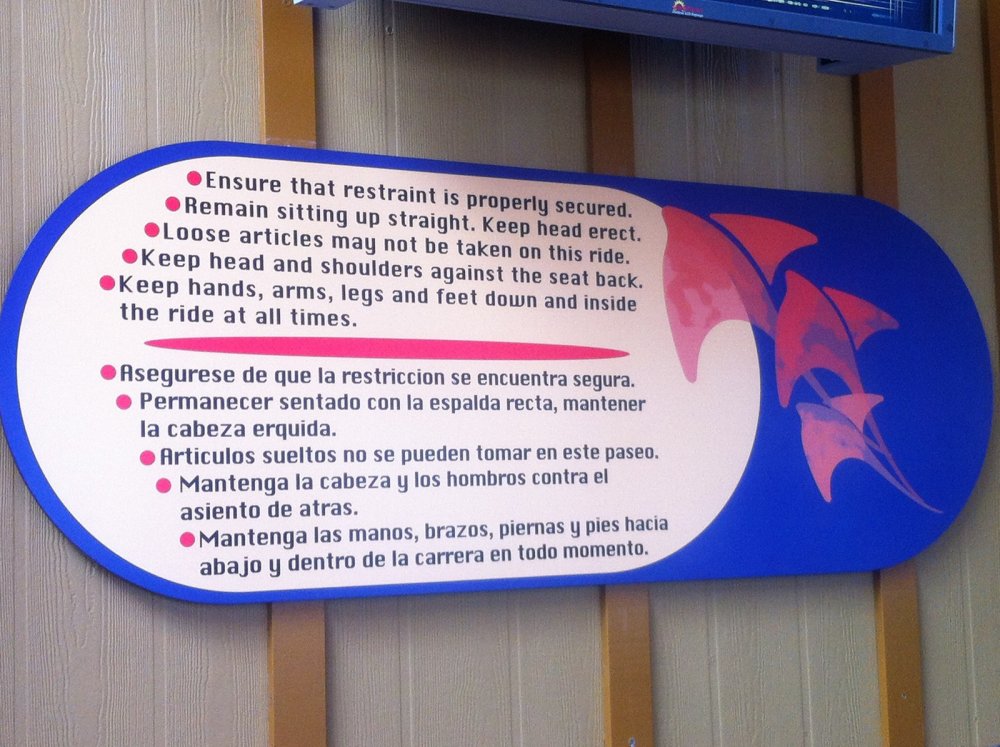 Ensure that restraint is properly secured.
Remain sitting up straight. Keep head erect.
Loose articles may not be taken on this ride.
Keep head and shoulders against the seat back.
Keep hands, arms, legs and feet down and inside
the ride at all times.
Asegurese de que la restriccion se encuentra segura.
Permanecer sentado con la espalda recta, mantener
la cabeza erquida.
Articulos sueltos no se pueden tomar en este paseo.
Mantenga la cabeza y los hombros contra el
asiento de atras.
Mantenga las manos, brazos, piernas y pies hacia
abajo y dentro de la carrera en todo momento.